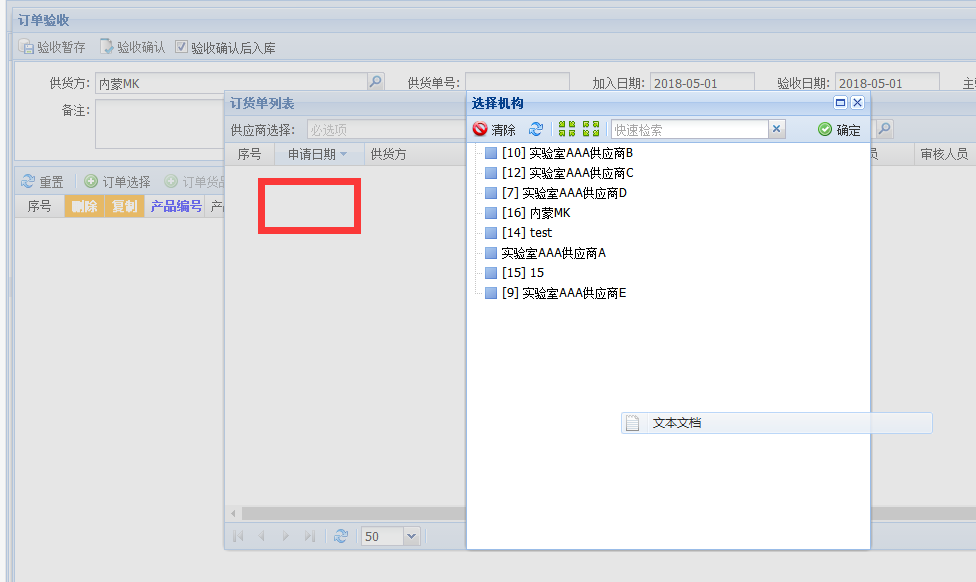 订单验收
验收暂存 验收确认 验收确认后入库
供货方: 内蒙MK 供货单号: 加入日期: 2018-05-01 验收日期: 2018-05-01
备注:
重置 订单选择 订单货品
序号 删除 复制 产品编号
订货单列表
供应商选择: 必选项
序号 申请日期 供货方 员 审核人员
50
选择机构
清除 快速检索 确定
[10] 实验室AAA供应商B
[12] 实验室AAA供应商C
[7] 实验室AAA供应商D
[16] 内蒙MK
[14] test
实验室AAA供应商A
[15] 15
[9] 实验室AAA供应商E
文本文档